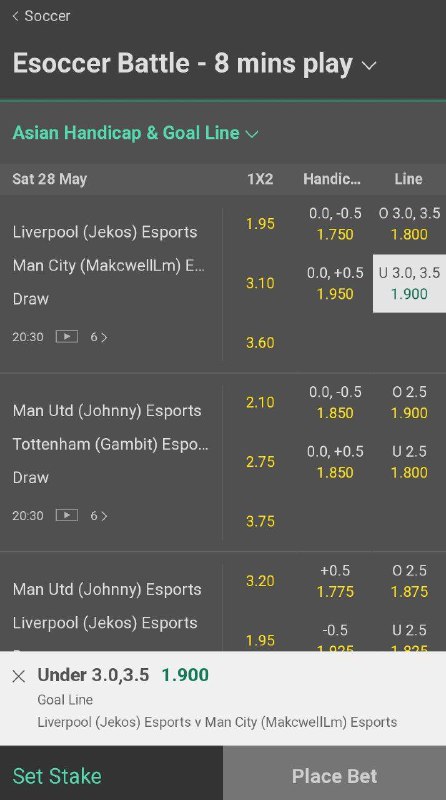 < Soccer
Esoccer Battle - 8 mins play
Asian Handicap & Goal Line
Sat 28 May 1X2 Handic... Line
Liverpool (Jekos) Esports 1.95 0.0, -0.5 1.750 O 3.0, 3.5 1.800
Man City (MakcwellLm) E... 3.10 0.0, +0.5 1.950 U 3.0, 3.5 1.900
Draw 3.60
20:30 6 >
Man Utd (Johnny) Esports 2.10 0.0, -0.5 1.850 O 2.5 1.900
Tottenham (Gambit) Espo... 2.75 0.0, +0.5 1.850 U 2.5 1.800
Draw 3.75
20:30 6 >
Man Utd (Johnny) Esports 3.20 +0.5 1.775 O 2.5 1.875
Liverpool (Jekos) Esports 1.95 -0.5 1.925 U 2.5 1.825
Under 3.0,3.5 1.900
Goal Line
Liverpool (Jekos) Esports v Man City (MakcwellLm) Esports
Set Stake Place Bet